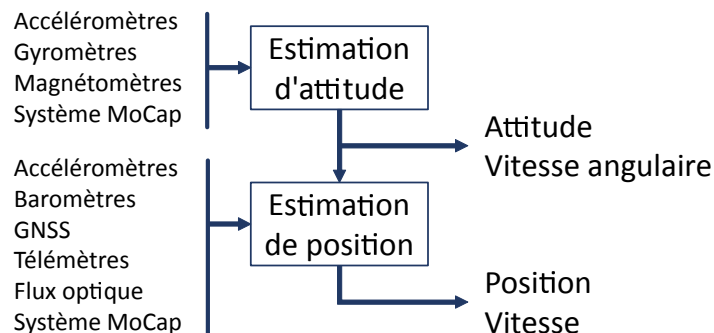 Accéléromètres
Gyromètres
Magnétomètres
Système MoCap
Estimation
d'attitude
Attitude
Vitesse angulaire
Accéléromètres
Baromètres
GNSS
Télémètres
Flux optique
Système MoCap
Estimation
de position
Position
Vitesse